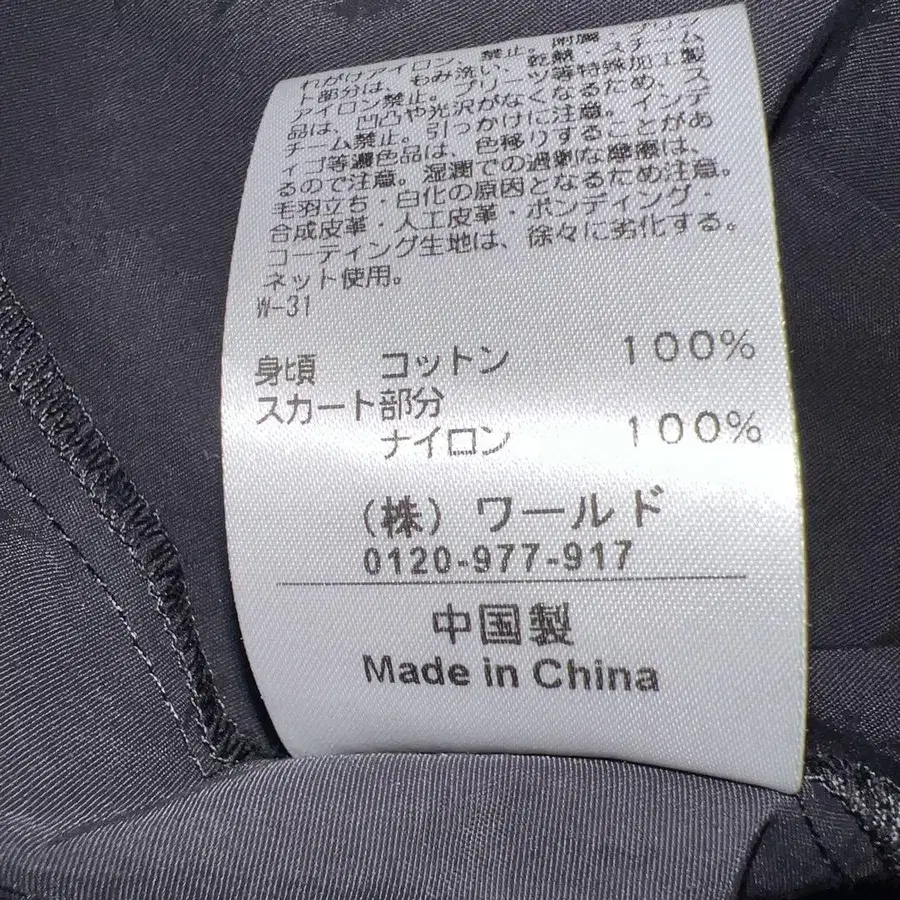 れがけアイロン、禁止。附属・プリン
ト部分は、もみ洗い、乾熱・スチーム
アイロン禁止。プリーツ等特殊加工製
品は、凹凸や光沢がなくなるため、ス
チーム禁止。引っかけに注意。インデ
ィゴ等濃色品は、色移りすることがあ
るので注意。湿潤での過剰な摩擦は、
毛羽立ち・白化の原因となるため注意。
合成皮革・人工皮革・ボンディング・
コーティング生地は、徐々に劣化する。
ネット使用。
W-31
身頃 コットン 100%
スカート部分
ナイロン 100%
(株)ワールド
0120-977-917
中国製
Made in China